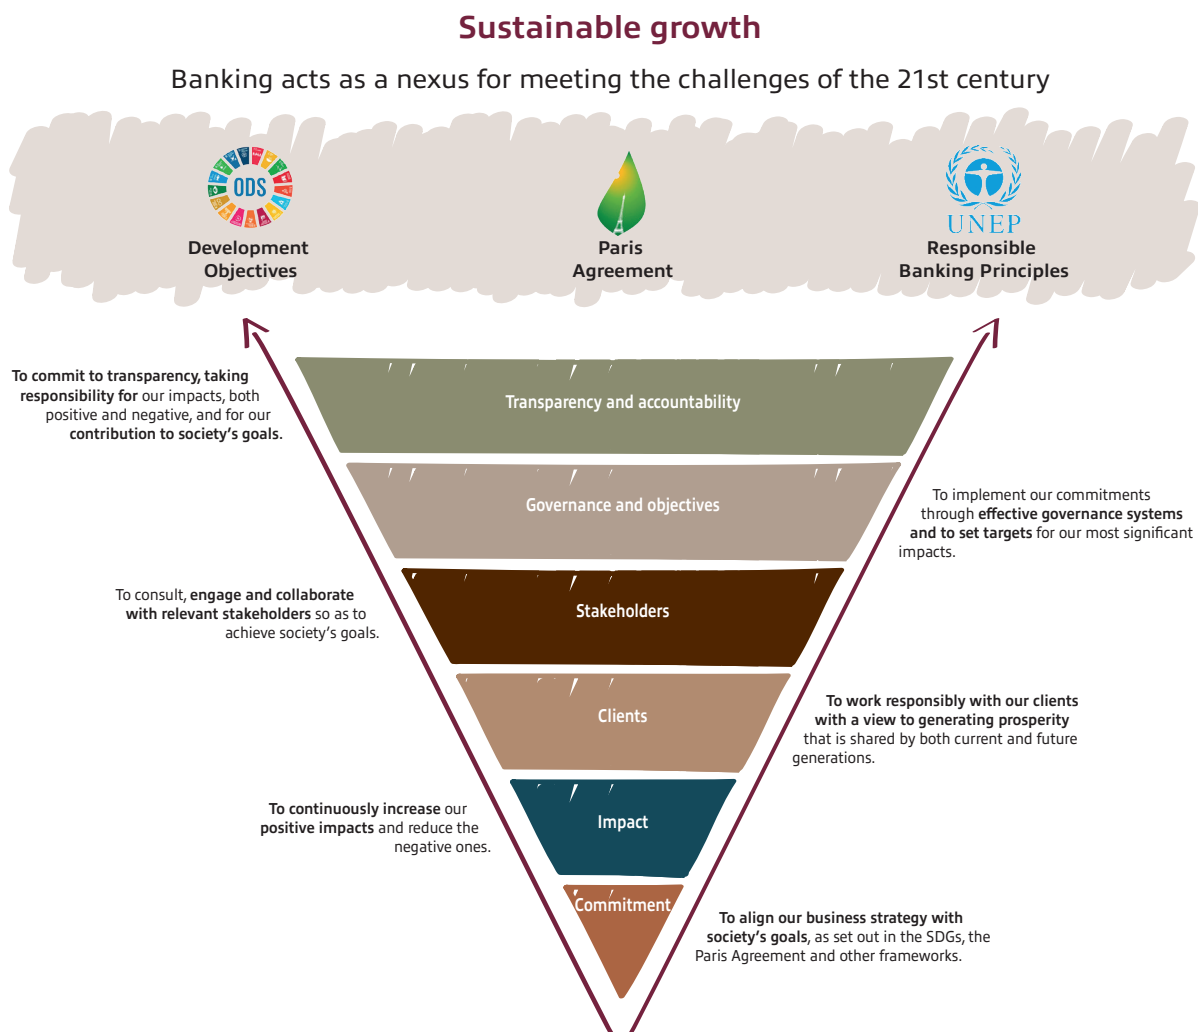 Sustainable growth
Banking acts as a nexus for meeting the challenges of the 21st century
ODS
Development
Objectives
Paris
Agreement
UNEP
Responsible
Banking Principles
To commit to transparency, taking
responsibility for our impacts, both
positive and negative, and for our
contribution to society’s goals.
Transparency and accountability
Governance and objectives
To implement our commitments
through effective governance systems
and to set targets for our most significant
impacts.
To consult, engage and collaborate
with relevant stakeholders so as to
achieve society’s goals.
Stakeholders
Clients
To work responsibly with our clients
with a view to generating prosperity
that is shared by both current and future
generations.
To continuously increase our
positive impacts and reduce the
negative ones.
Impact
Commitment
To align our business strategy with
society’s goals, as set out in the SDGs, the
Paris Agreement and other frameworks.